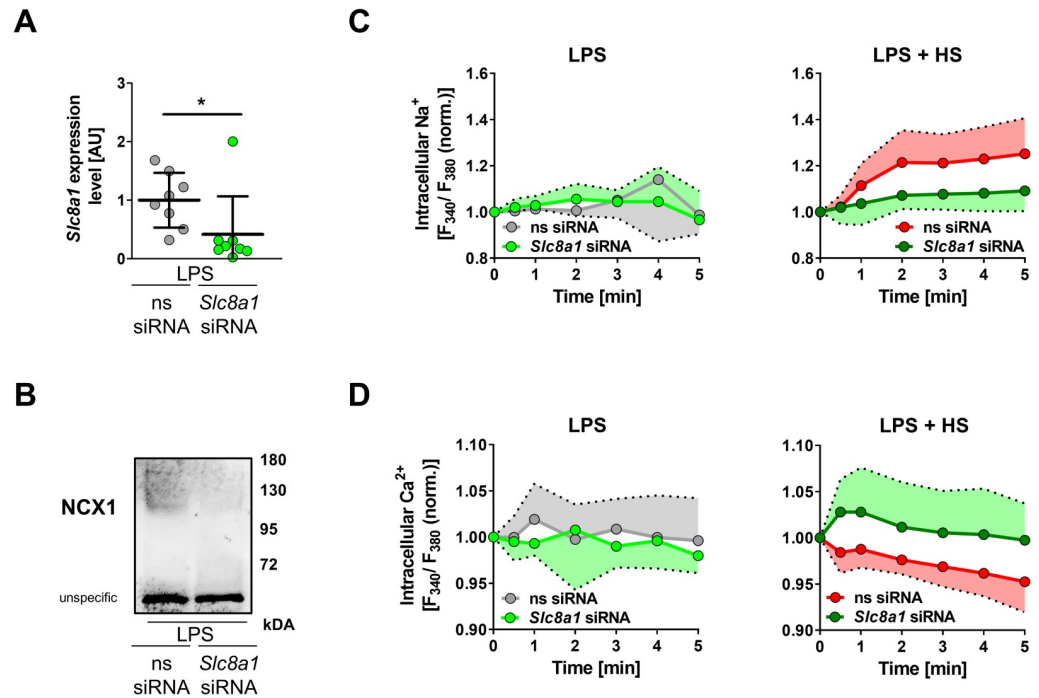 A
Slc8a1 expression
level [AU]
3
2
1
0
*
LPS
ns
siRNA
Slc8a1
siRNA
B
NCX1
unspecific
180
130
95
72
kDA
LPS
ns
siRNA
Slc8a1
siRNA
C
Intracellular Na⁺
[F₃₄₀/ F₃₈₀ (norm.)]
LPS
1.6
1.4
1.2
1.0
0.8
ns siRNA
Slc8a1 siRNA
0 1 2 3 4 5
Time [min]
LPS + HS
1.6
1.4
1.2
1.0
0.8
ns siRNA
Slc8a1 siRNA
0 1 2 3 4 5
Time [min]
D
Intracellular Ca²⁺
[F₃₄₀/ F₃₈₀ (norm.)]
LPS
1.10
1.05
1.00
0.95
0.90
ns siRNA
Slc8a1 siRNA
0 1 2 3 4 5
Time [min]
LPS + HS
1.10
1.05
1.00
0.95
0.90
ns siRNA
Slc8a1 siRNA
0 1 2 3 4 5
Time [min]